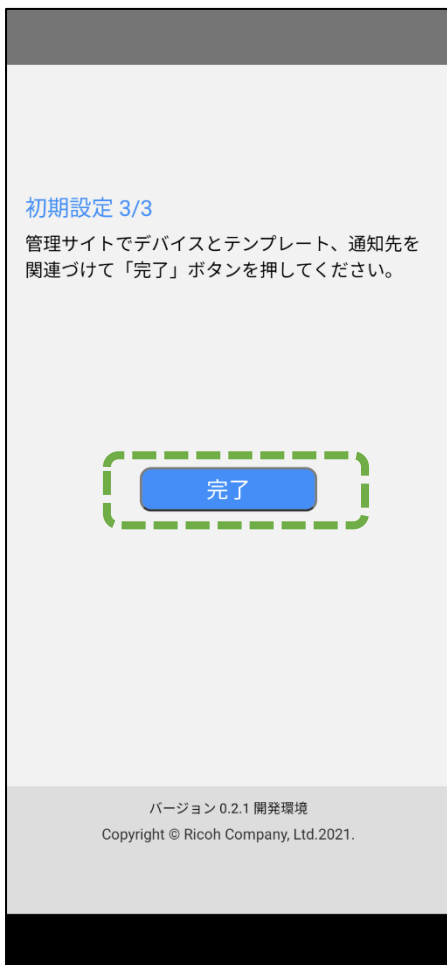 初期設定 3/3
管理サイトでデバイスとテンプレート、通知先を
関連づけて「完了」ボタンを押してください。
完了
バージョン 0.2.1 開発環境
Copyright © Ricoh Company, Ltd.2021.